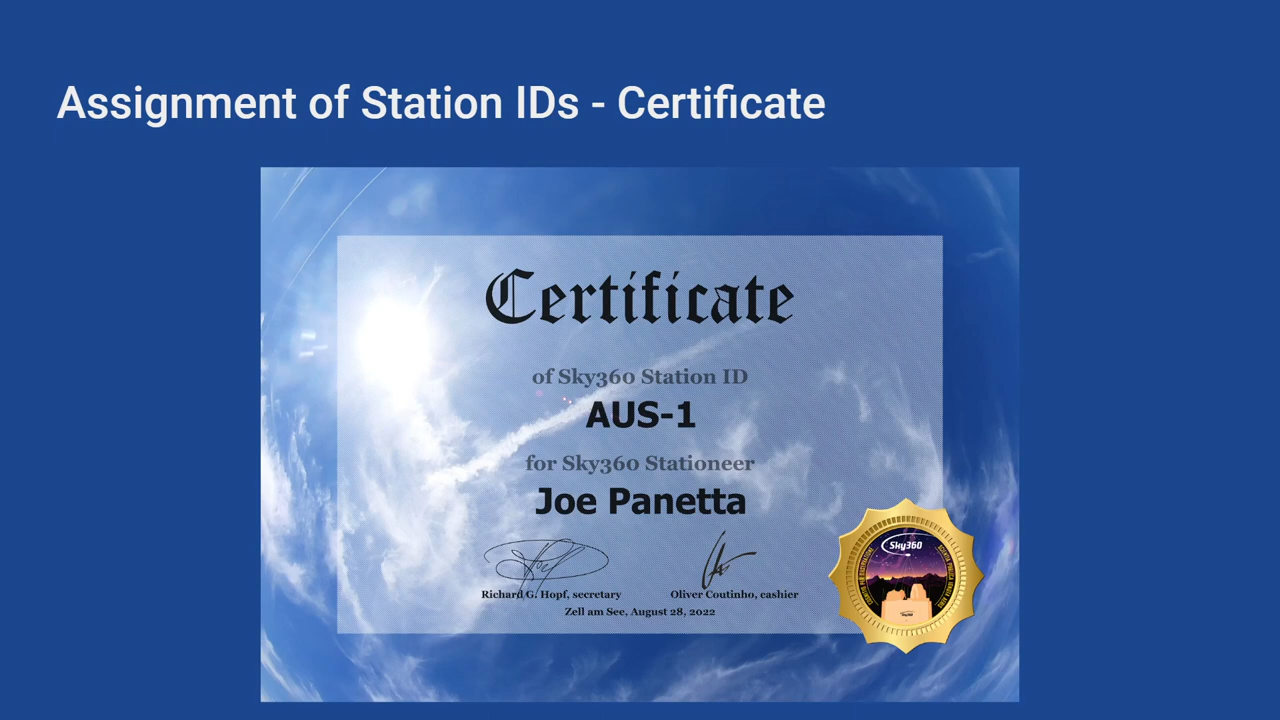 Assignment of Station IDs - Certificate
Certificate
of Sky360 Station ID
AUS-1
for Sky360 Stationeer
Joe Panetta
Richard G. Hopf, secretary
Oliver Coutinho, cashier
Zell am See, August 28, 2022
Sky360